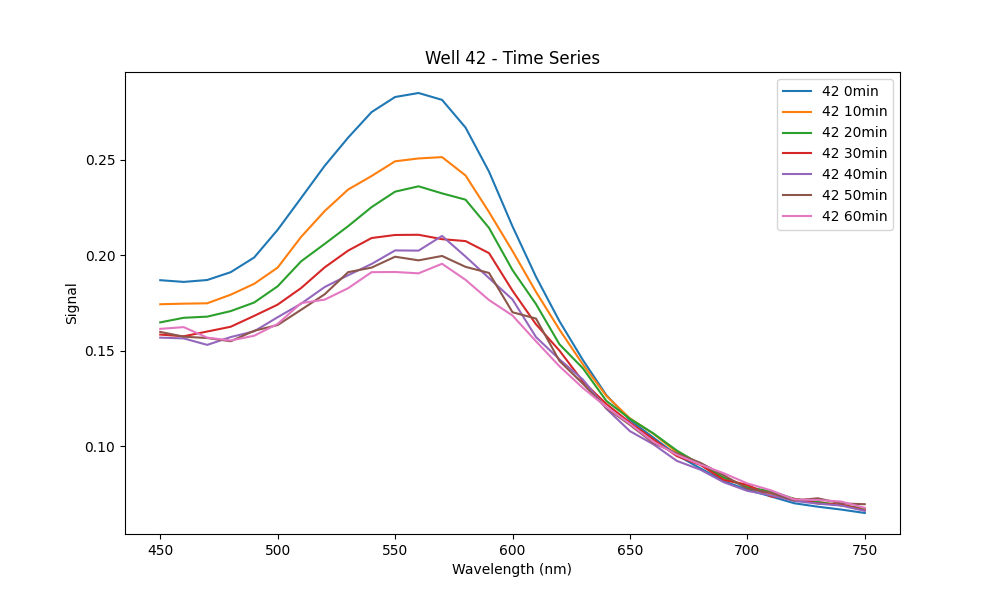 Well 42 - Time Series
42 0min
42 10min
42 20min
42 30min
42 40min
42 50min
42 60min
0.25
0.20
0.15
0.10
Signal
450 500 550 600 650 700 750
Wavelength (nm)